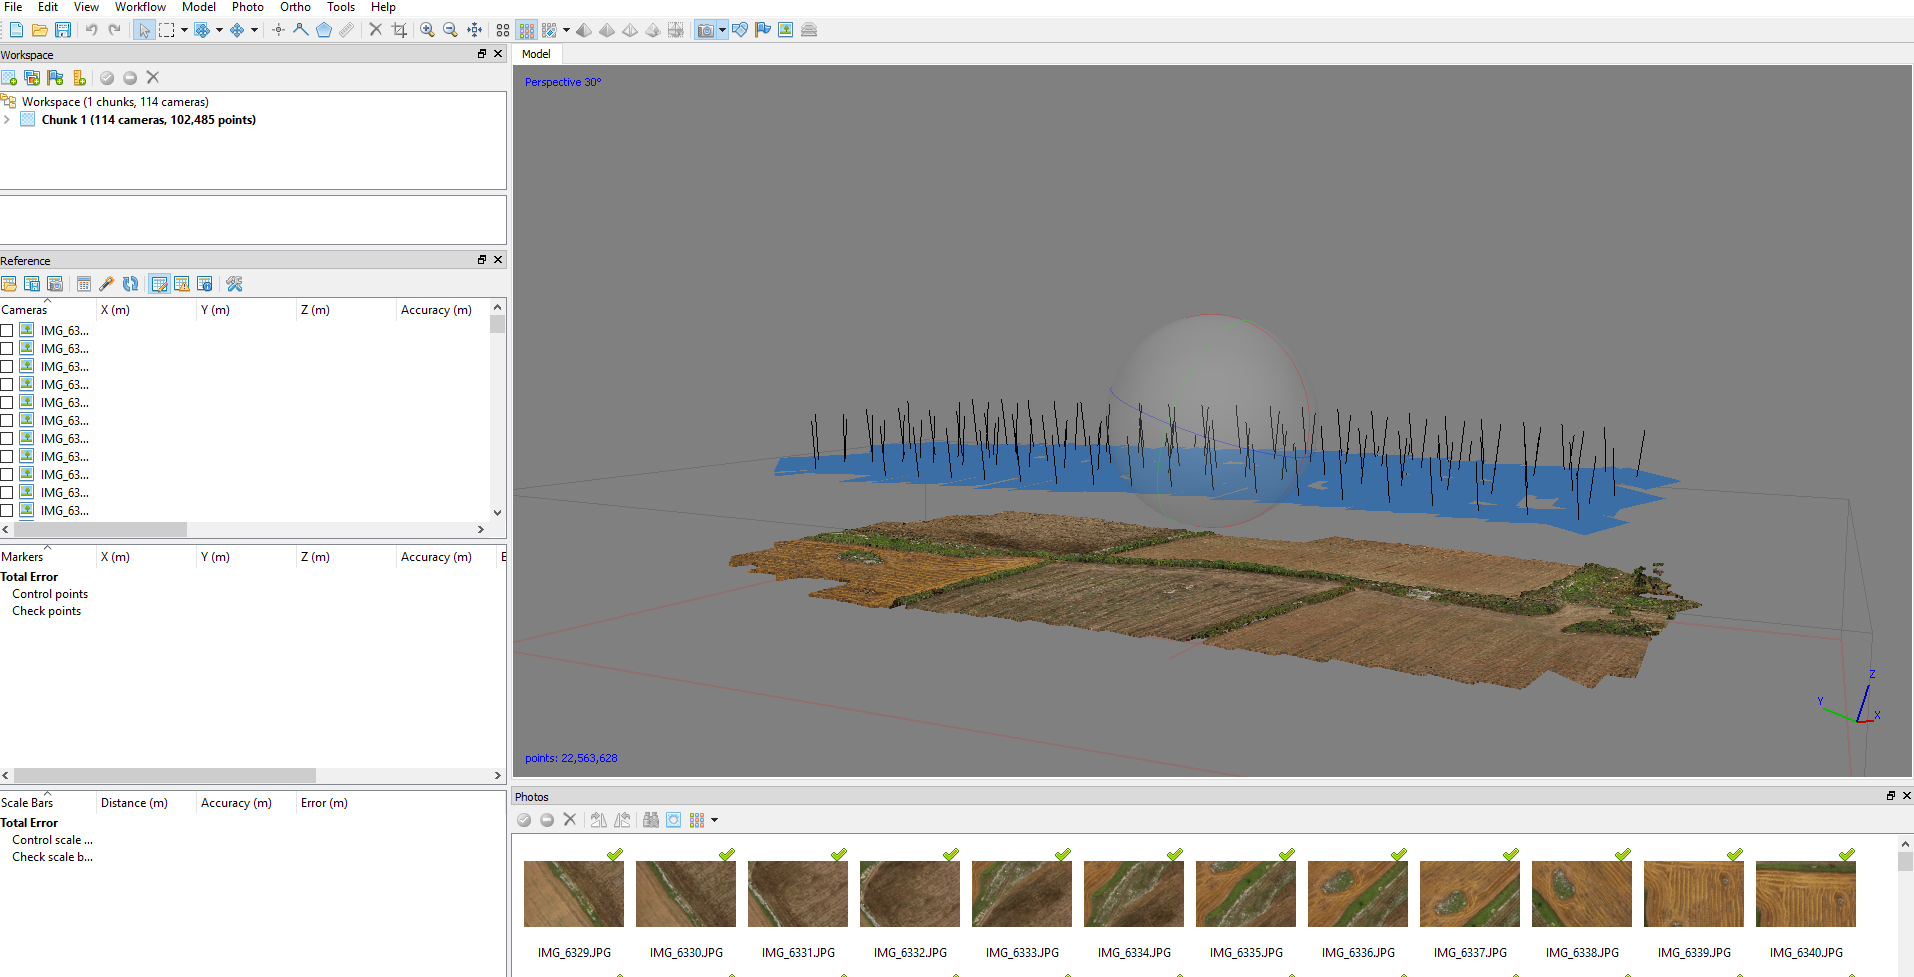 File Edit View Workflow Model Photo Ortho Tools Help
Workspace
Workspace (1 chunks, 114 cameras)
Chunk 1 (114 cameras, 102,485 points)
Reference
Cameras X (m) Y (m) Z (m) Accuracy (m)
IMG_63...
IMG_63...
IMG_63...
IMG_63...
IMG_63...
IMG_63...
IMG_63...
IMG_63...
IMG_63...
IMG_63...
IMG_63...
Markers X (m) Y (m) Z (m) Accuracy (m) E
Total Error
Control points
Check points
Scale Bars Distance (m) Accuracy (m) Error (m)
Total Error
Control scale ...
Check scale b...
Model
Perspective 30°
Z
Y
X
points: 22,563,628
Photos
IMG_6329.JPG IMG_6330.JPG IMG_6331.JPG IMG_6332.JPG IMG_6333.JPG IMG_6334.JPG IMG_6335.JPG IMG_6336.JPG IMG_6337.JPG IMG_6338.JPG IMG_6339.JPG IMG_6340.JPG